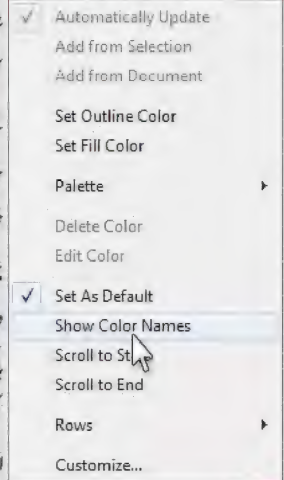 Automatically Update
Add from Selection
Add from Document
Set Outline Color
Set Fill Color
Palette
Delete Color
Edit Color
Set As Default
Show Color Names
Scroll to
Scroll to End
Rows
Customize...